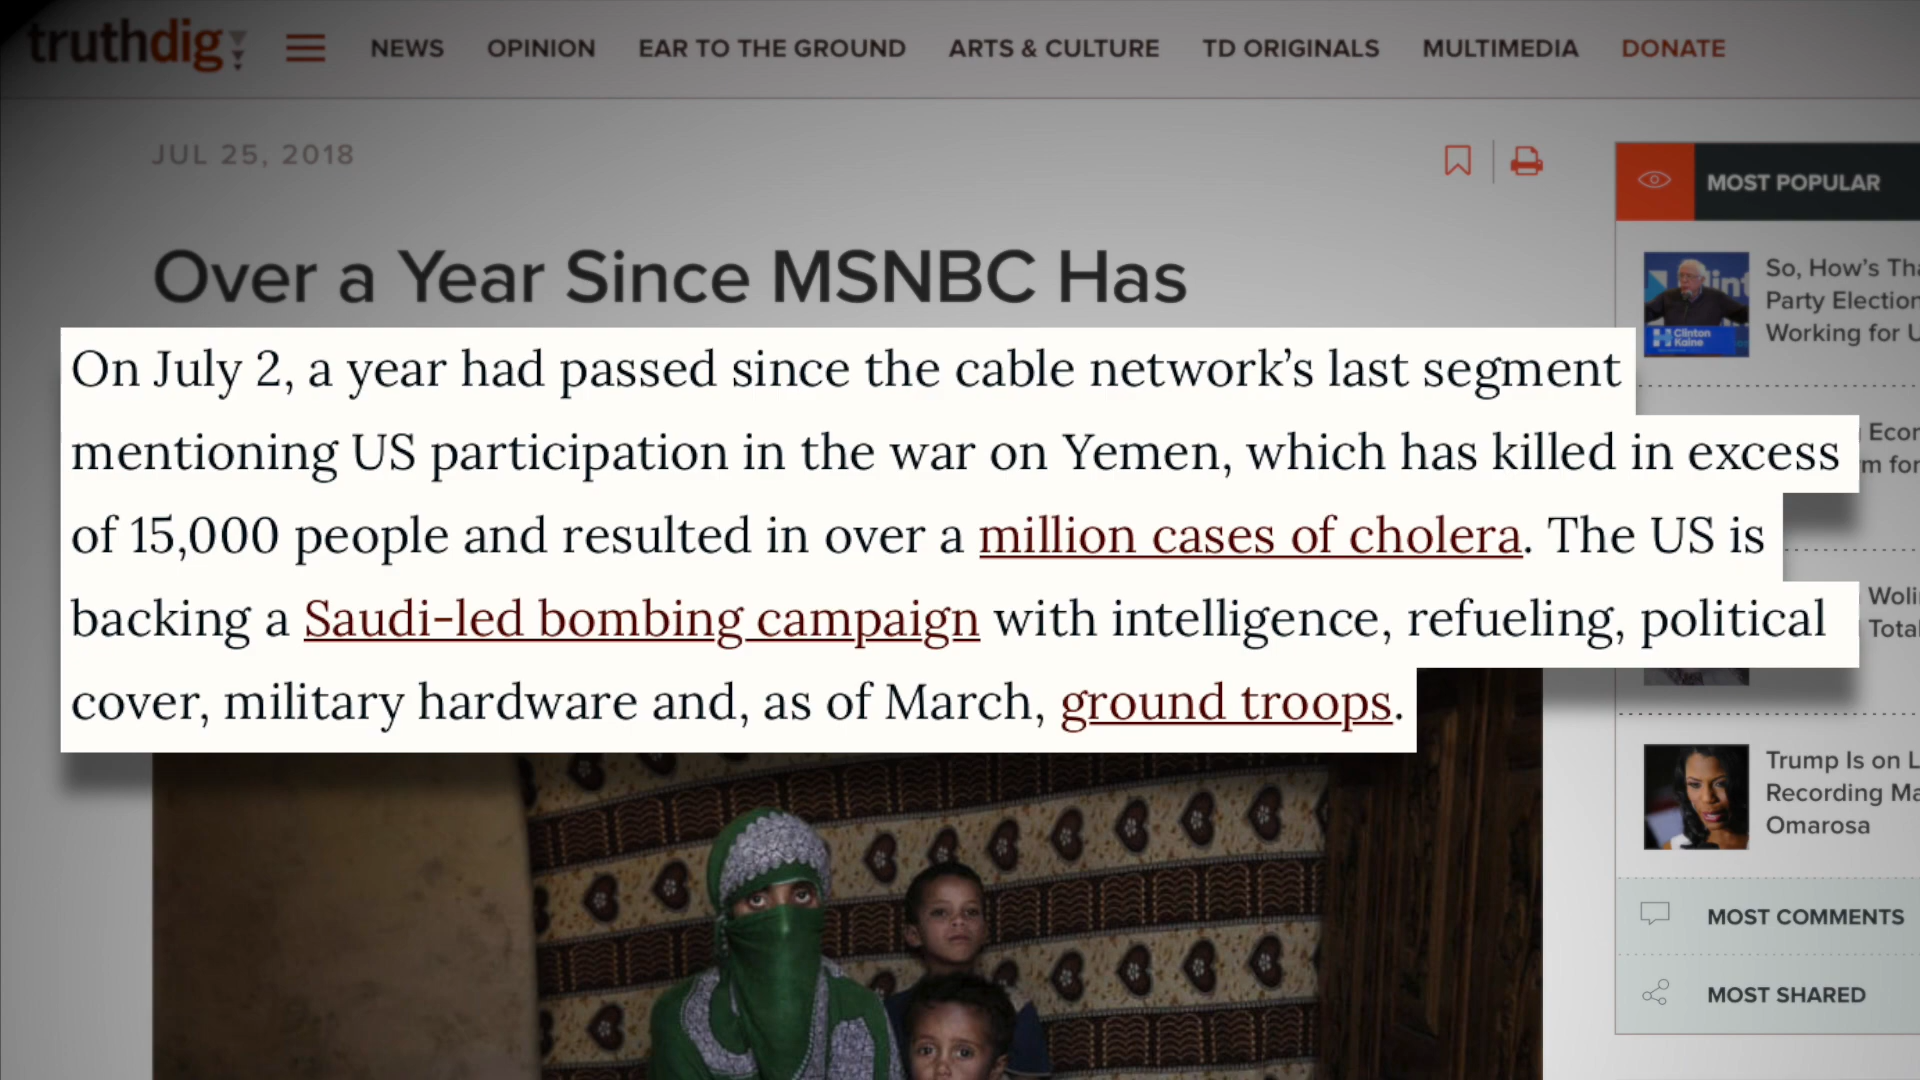 truthdig
NEWS
OPINION
EAR TO THE GROUND
ARTS & CULTURE
TD ORIGINALS
MULTIMEDIA
DONATE
JUL 25, 2018
Over a Year Since MSNBC Has
On July 2, a year had passed since the cable network’s last segment
mentioning US participation in the war on Yemen, which has killed in excess
of 15,000 people and resulted in over a million cases of cholera. The US is
backing a Saudi-led bombing campaign with intelligence, refueling, political
cover, military hardware and, as of March, ground troops.
MOST POPULAR
Clinton
Kaine
So, How’s
Party Election
Working for
for
Trump Is on
Recording
Omarosa
MOST COMMENTS
MOST SHARED